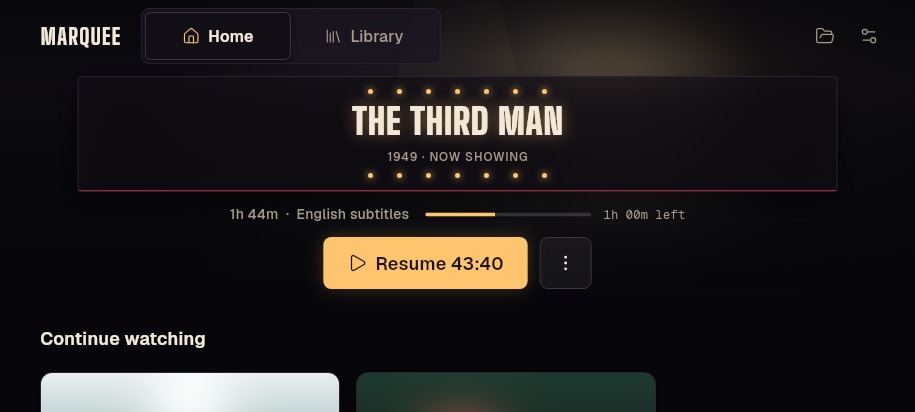 MARQUEE
Home
Library
THE THIRD MAN
1949 · NOW SHOWING
1h 44m · English subtitles
1h 00m left
Resume 43:40
Continue watching